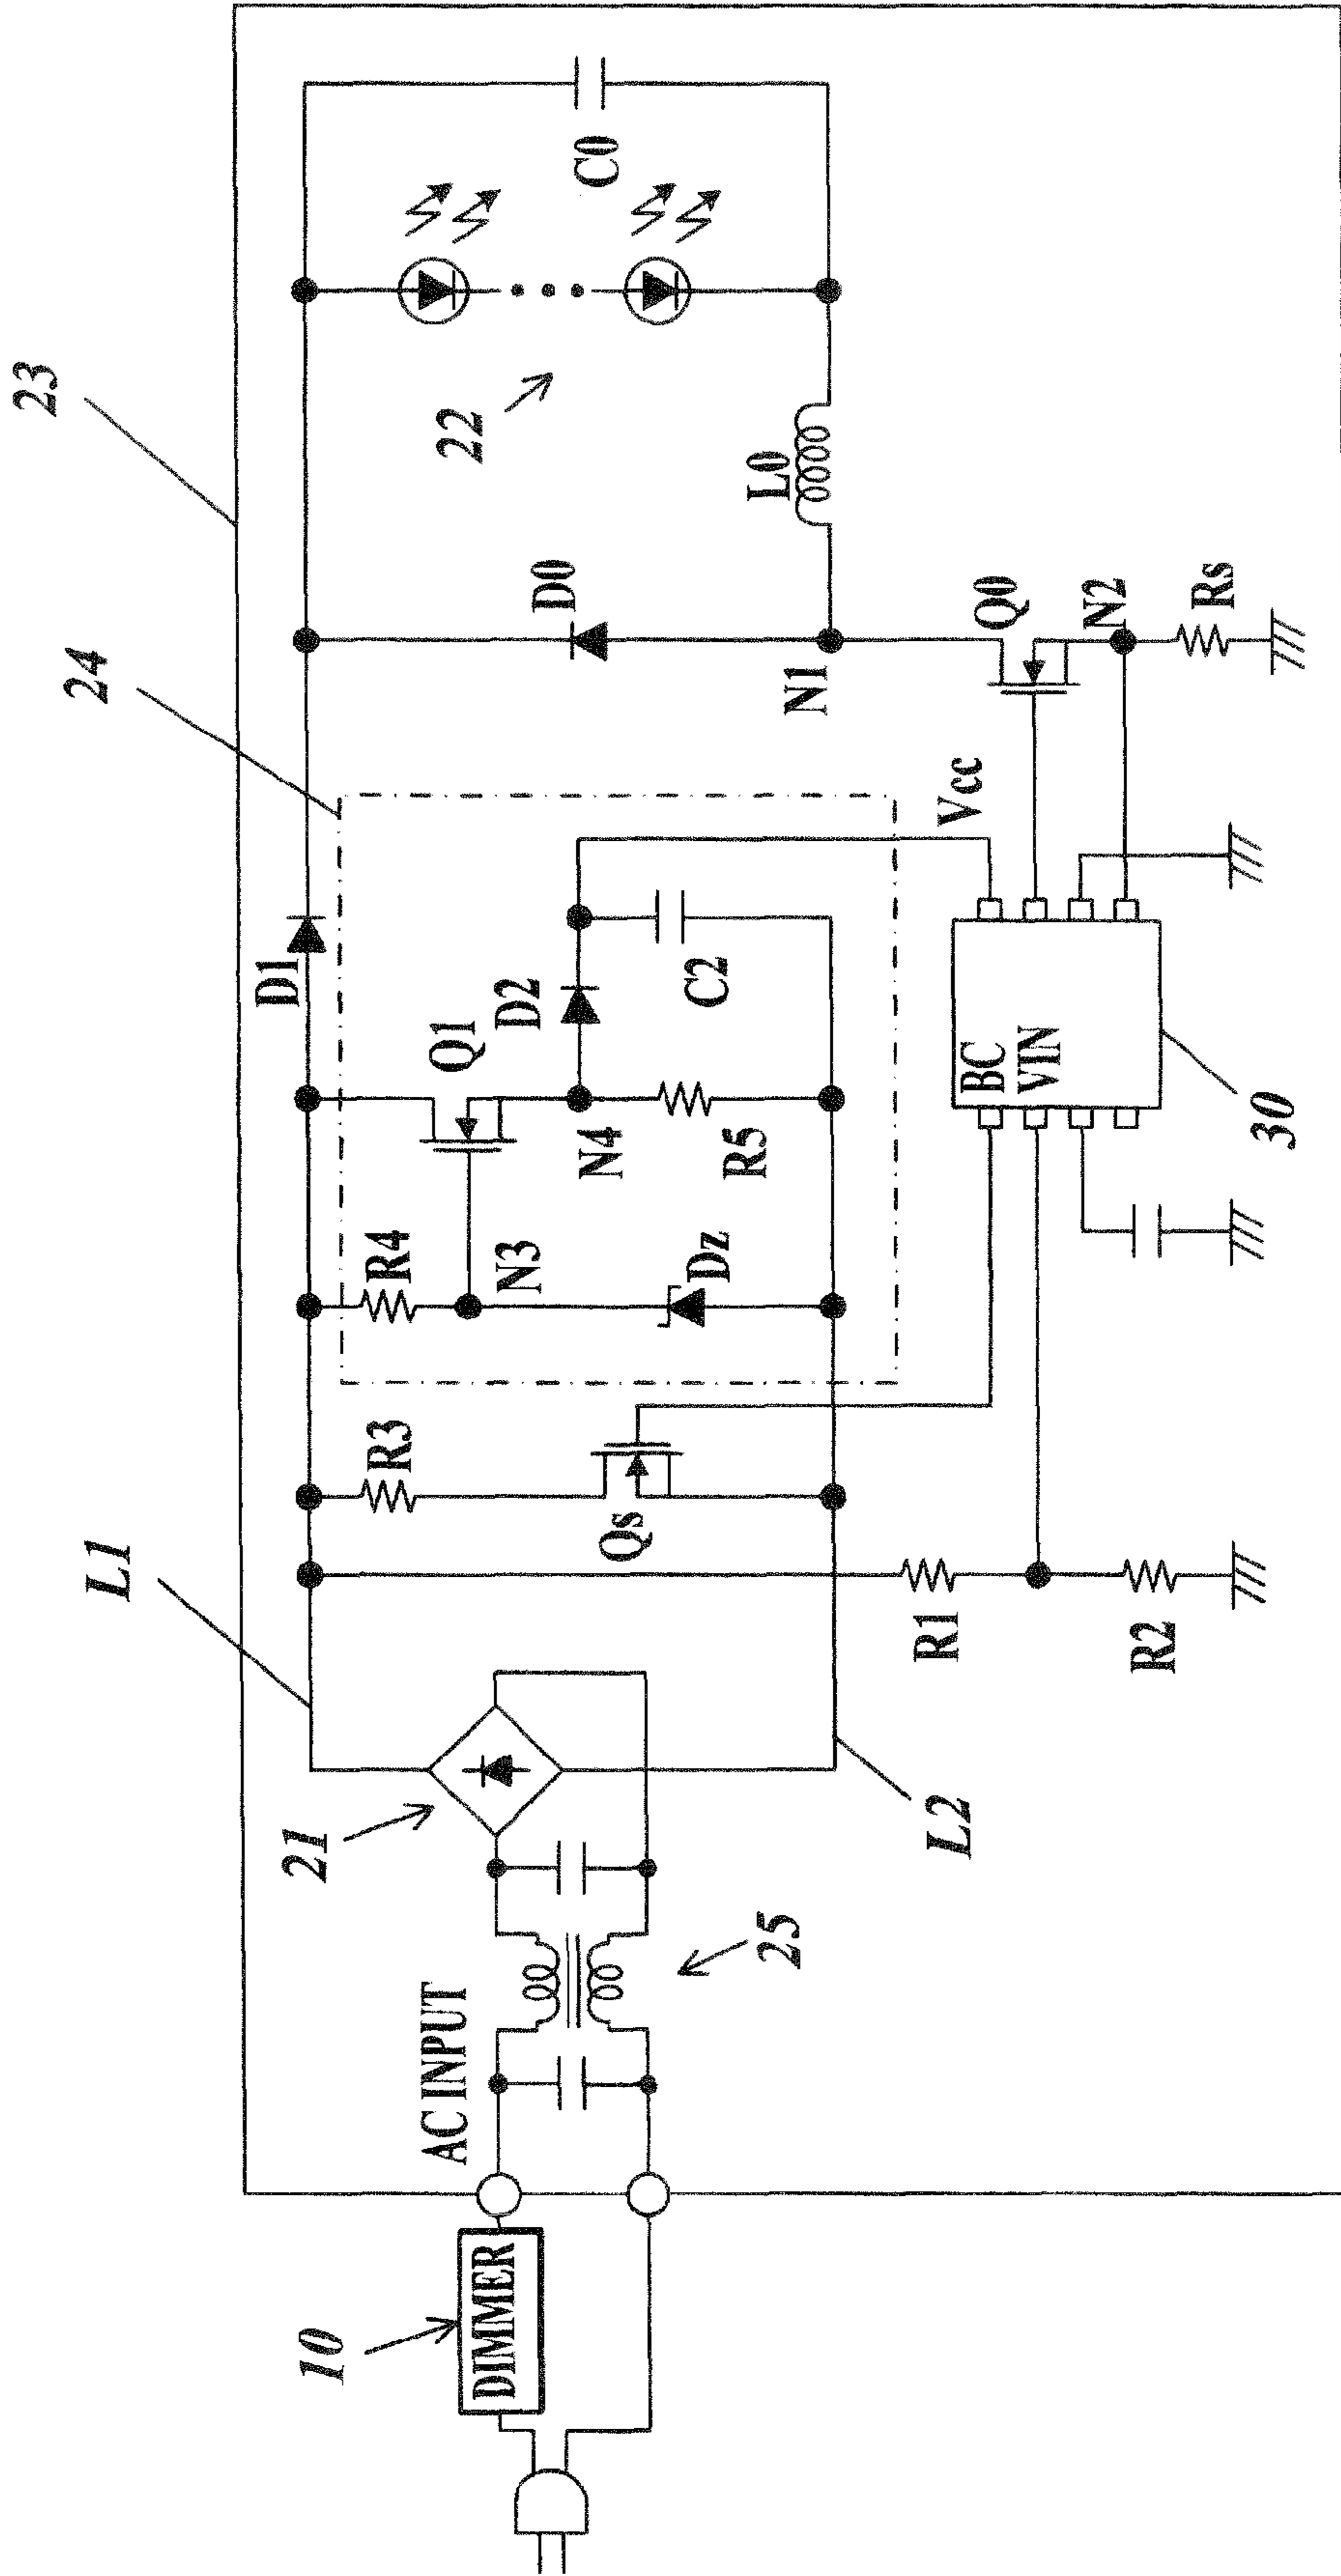 23
24
L1
D1
R3
R4
Q1
D2
C2
N3
N4
R5
Dz
Qs
D0
22
C0
L0
N1
Q0
N2
Rs
Vcc
BC
VIN
30
R1
R2
L2
21
25
AC INPUT
10
DIMMER